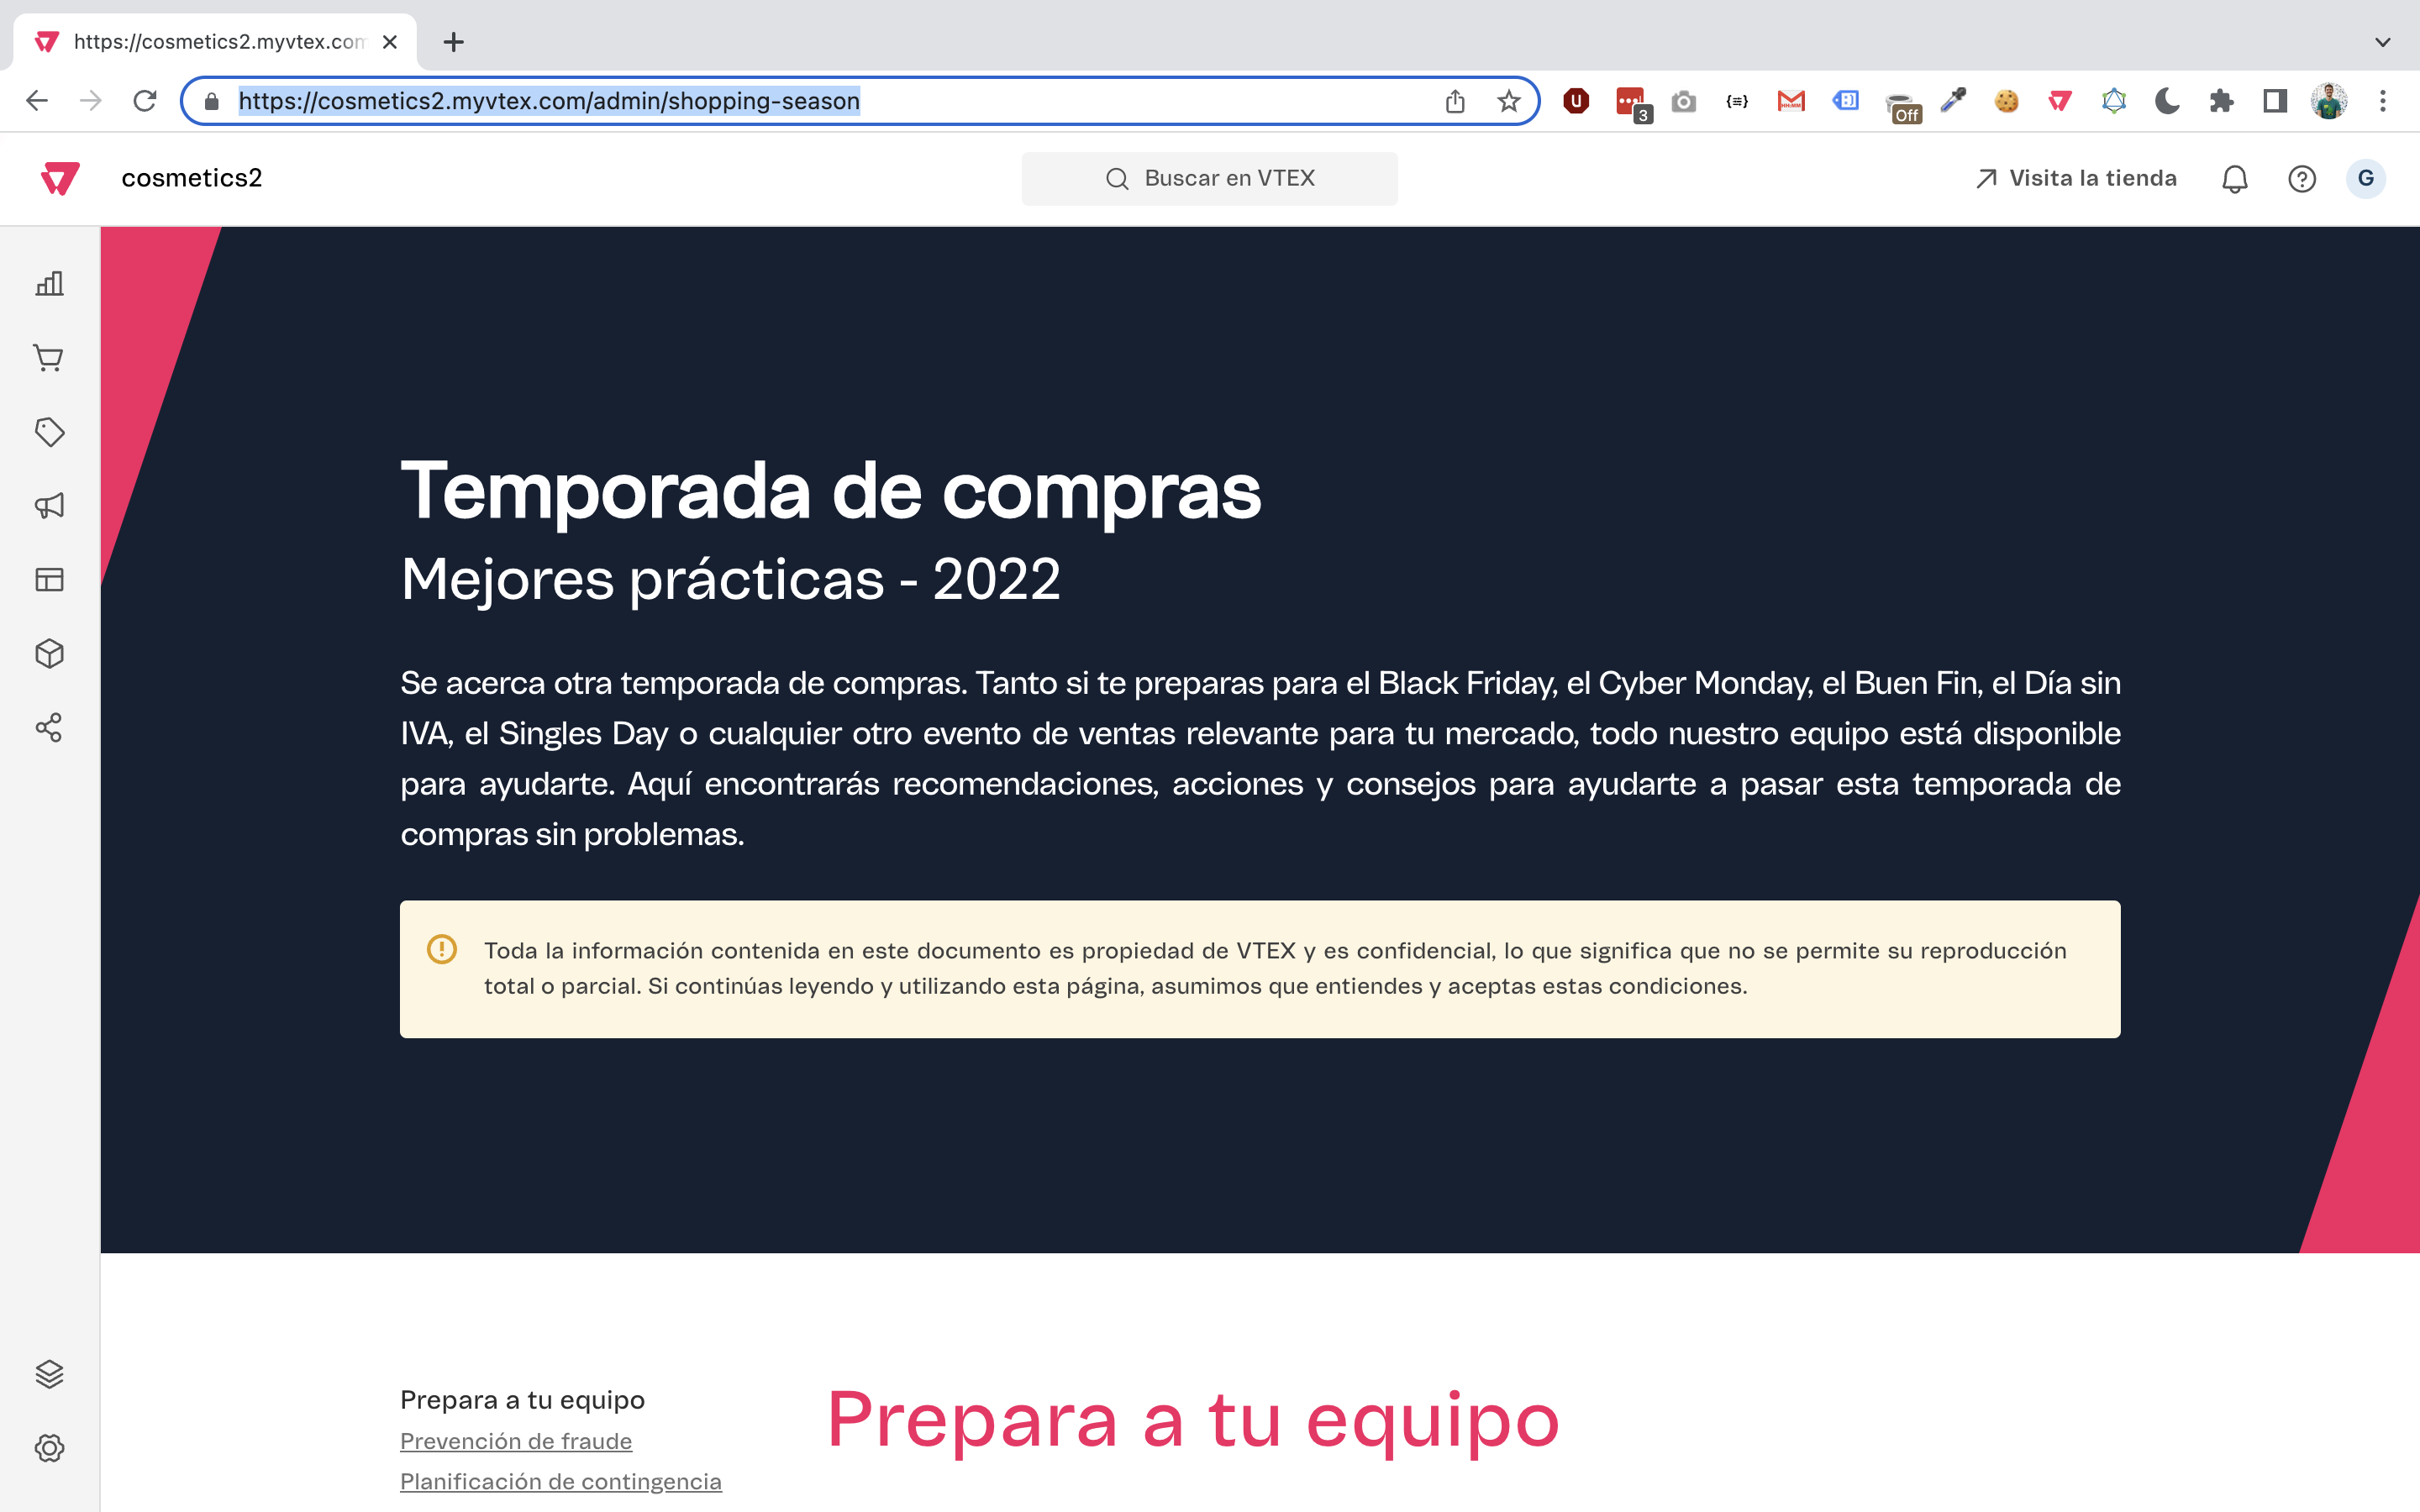 https://cosmetics2.myvtex.com
https://cosmetics2.myvtex.com/admin/shopping-season
U
3
{≡}
Off
cosmetics2
Buscar en VTEX
Visita la tienda
G
Temporada de compras
Mejores prácticas - 2022
Se acerca otra temporada de compras. Tanto si te preparas para el Black Friday, el Cyber Monday, el Buen Fin, el Día sin
IVA, el Singles Day o cualquier otro evento de ventas relevante para tu mercado, todo nuestro equipo está disponible
para ayudarte. Aquí encontrarás recomendaciones, acciones y consejos para ayudarte a pasar esta temporada de
compras sin problemas.
Toda la información contenida en este documento es propiedad de VTEX y es confidencial, lo que significa que no se permite su reproducción
total o parcial. Si continúas leyendo y utilizando esta página, asumimos que entiendes y aceptas estas condiciones.
Prepara a tu equipo
Prevención de fraude
Planificación de contingencia
Prepara a tu equipo